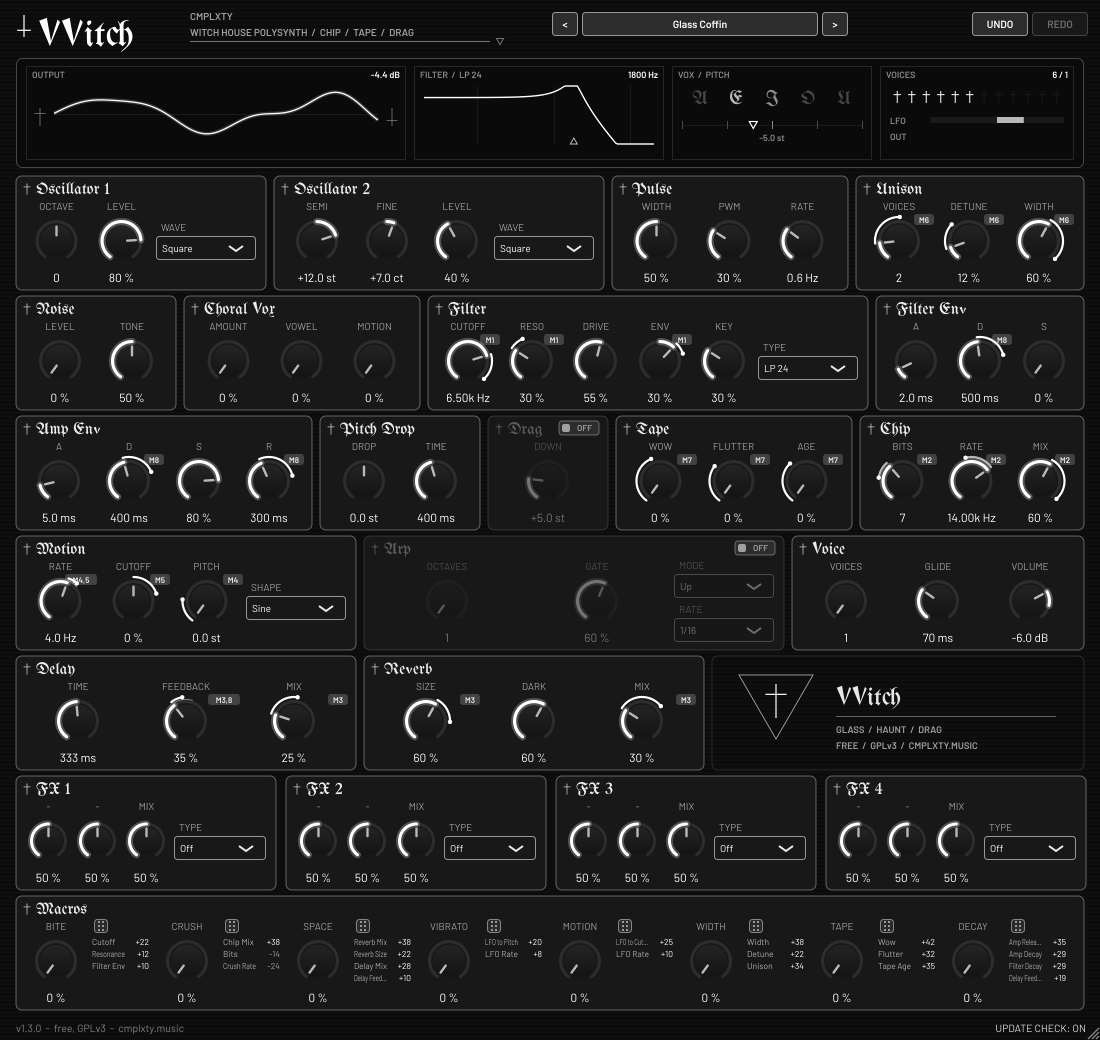 VVitch
CMPLXTY
WITCH HOUSE POLYSYNTH / CHIP / TAPE / DRAG
< Glass Coffin >
UNDO REDO
OUTPUT -4.4 dB
FILTER / LP 24 1800 Hz
VOX / PITCH
A E I O U
-5.0 st
VOICES 6 / 1
LFO
OUT
Oscillator 1
OCTAVE LEVEL
WAVE
Square
0 80 %
Oscillator 2
SEMI FINE LEVEL
WAVE
Square
+12.0 st +7.0 ct 40 %
Pulse
WIDTH PWM RATE
50 % 30 % 0.6 Hz
Unison
VOICES DETUNE WIDTH
M6 M6 M6
2 12 % 60 %
Noise
LEVEL TONE
0 % 50 %
Choral Vox
AMOUNT VOWEL MOTION
0 % 0 % 0 %
Filter
CUTOFF RESO DRIVE ENV KEY
M1 M1 M1
TYPE
LP 24
6.50k Hz 30 % 55 % 30 % 30 %
Filter Env
A D S
M8
2.0 ms 500 ms 0 %
Amp Env
A D S R
M8 M8
5.0 ms 400 ms 80 % 300 ms
Pitch Drop
DROP TIME
0.0 st 400 ms
Drag OFF
DOWN
+5.0 st
Tape
WOW FLUTTER AGE
M7 M7 M7
0 % 0 % 0 %
Chip
BITS RATE MIX
M2 M2 M2
7 14.00k Hz 60 %
Motion
RATE CUTOFF PITCH
M4,5 M5 M4
SHAPE
Sine
4.0 Hz 0 % 0.0 st
Arp OFF
OCTAVES GATE
MODE
Up
RATE
1/16
1 60 %
Voice
VOICES GLIDE VOLUME
1 70 ms -6.0 dB
Delay
TIME FEEDBACK MIX
M3,8 M3
333 ms 35 % 25 %
Reverb
SIZE DARK MIX
M3 M3
60 % 60 % 30 %
VVitch
GLASS / HAUNT / DRAG
FREE / GPLv3 / CMPLXTY.MUSIC
FX 1
- - MIX
TYPE
Off
50 % 50 % 50 %
FX 2
- - MIX
TYPE
Off
50 % 50 % 50 %
FX 3
- - MIX
TYPE
Off
50 % 50 % 50 %
FX 4
- - MIX
TYPE
Off
50 % 50 % 50 %
Macros
BITE
Cutoff +22
Resonance +12
Filter Env +10
0 %
CRUSH
Chip Mix +38
Bits -14
Crush Rate -24
0 %
SPACE
Reverb Mix +38
Reverb Size +22
Delay Mix +28
Delay Feed... +10
0 %
VIBRATO
LFO to Pitch +20
LFO Rate +8
0 %
MOTION
LFO to Cut... +25
LFO Rate +10
0 %
WIDTH
Width +38
Detune +22
Unison +34
0 %
TAPE
Wow +42
Flutter +32
Tape Age +35
0 %
DECAY
Amp Relea... +35
Amp Decay +29
Filter Decay +29
Delay Feed... +19
0 %
v1.3.0 - free, GPLv3 - cmplxty.music
UPDATE CHECK: ON